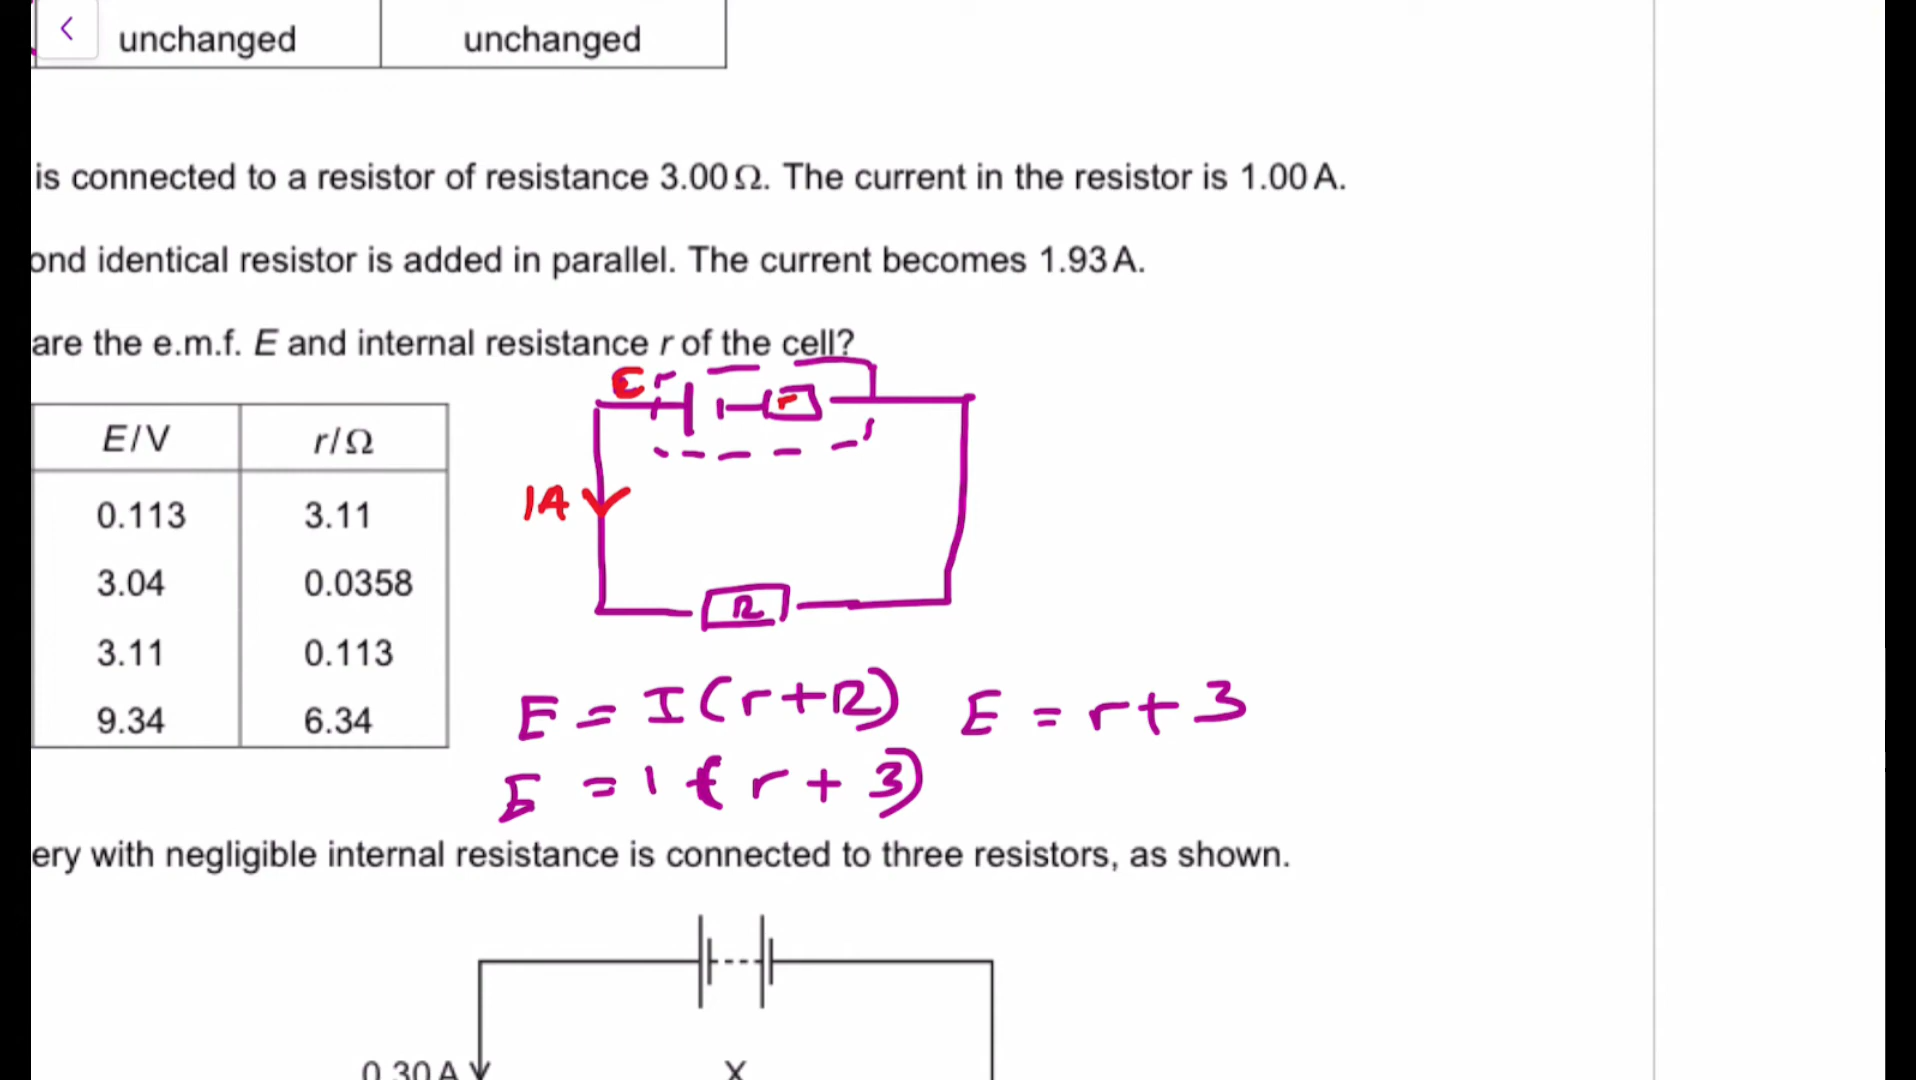 unchanged unchanged
is connected to a resistor of resistance 3.00 Ω. The current in the resistor is 1.00 A.
ond identical resistor is added in parallel. The current becomes 1.93 A.
are the e.m.f. E and internal resistance r of the cell?
E/V r/Ω
0.113 3.11
3.04 0.0358
3.11 0.113
9.34 6.34
E r
1A
R
E = I (r + R) E = r + 3
E = 1 (r + 3)
ery with negligible internal resistance is connected to three resistors, as shown.
0.30 A X